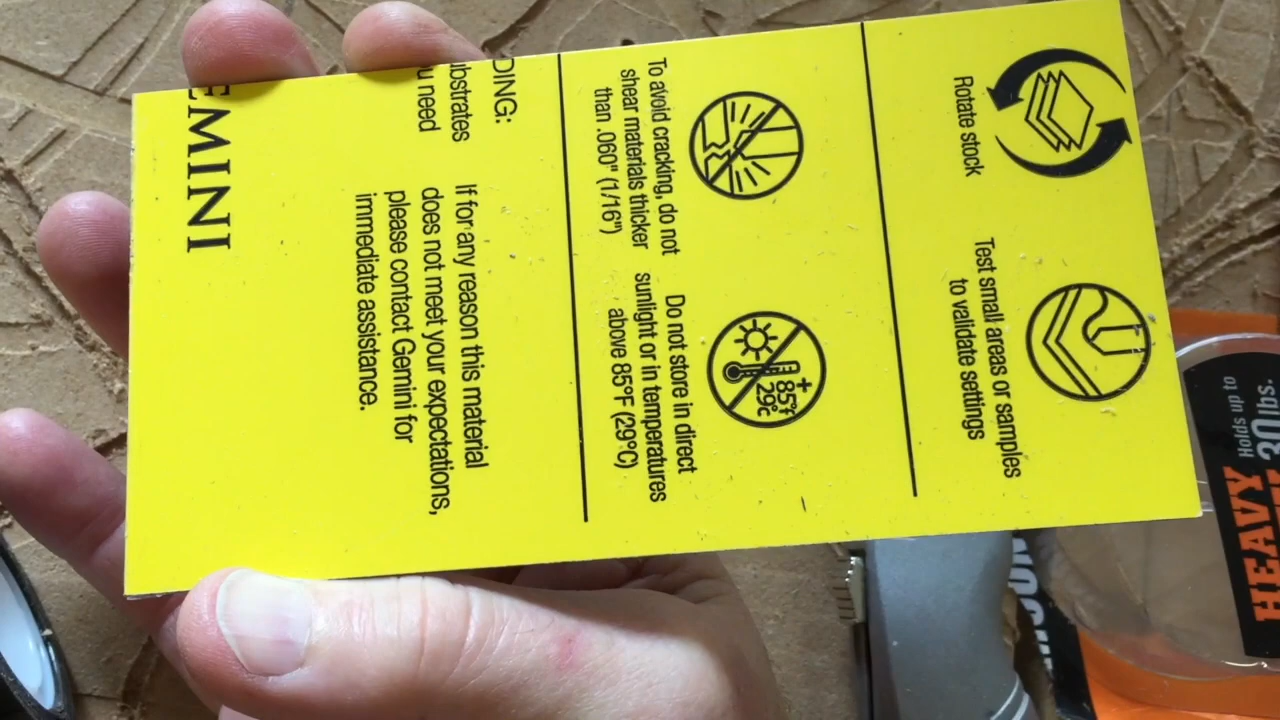 Rotate stock
Test small areas or samples
to validate settings
To avoid cracking, do not
shear materials thicker
than .060" (1/16")
+
85°f
29°c
Do not store in direct
sunlight or in temperatures
above 85°F (29°C)
DING:
ubstrates
u need
If for any reason this material
does not meet your expectations,
please contact Gemini for
immediate assistance.
EMINI
Holds up to
30 lbs.
HEAVY